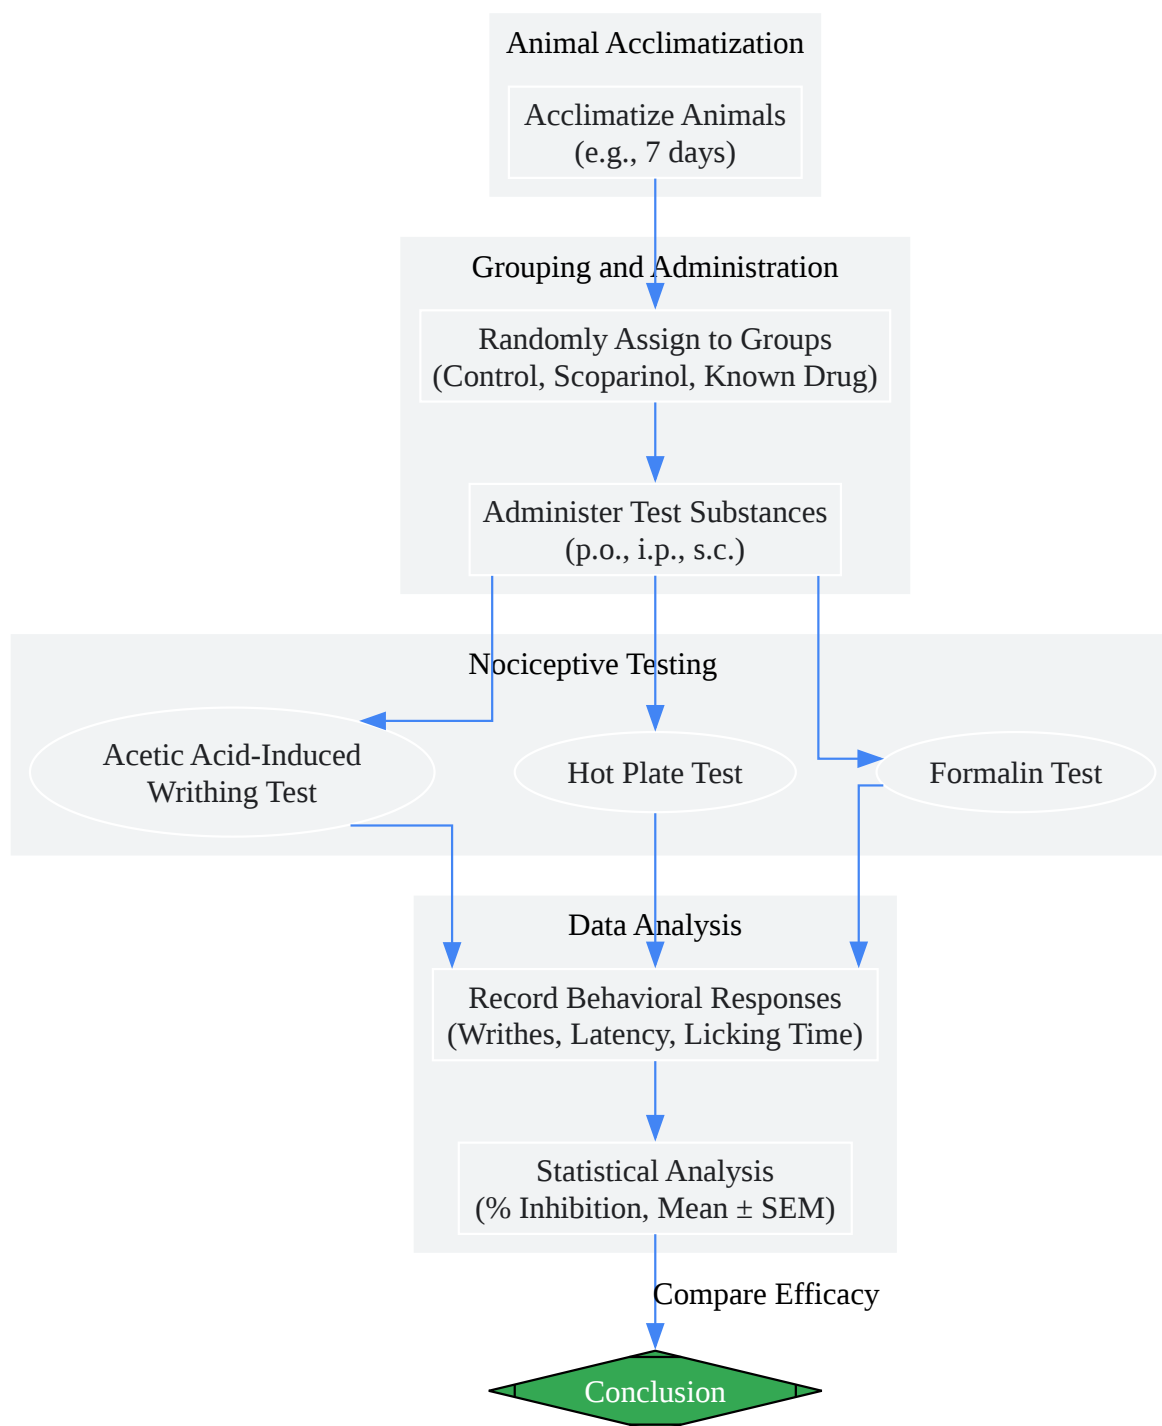 Animal Acclimatization
Acclimatize Animals
(e.g., 7 days)
Grouping and Administration
Randomly Assign to Groups
(Control, Scoparinol, Known Drug)
Administer Test Substances
(p.o., i.p., s.c.)
Nociceptive Testing
Acetic Acid-Induced
Writhing Test
Hot Plate Test
Formalin Test
Data Analysis
Record Behavioral Responses
(Writhes, Latency, Licking Time)
Statistical Analysis
(% Inhibition, Mean ± SEM)
Compare Efficacy
Conclusion